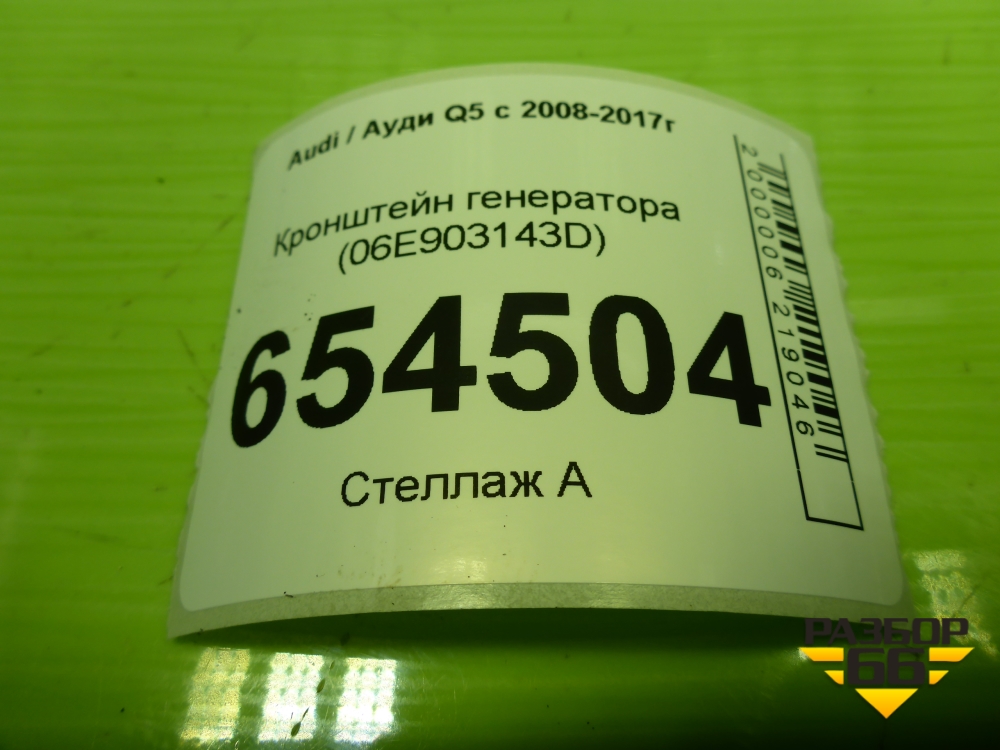 Audi / Ауди Q5 с 2008-2017г
Кронштейн генератора
(06E903143D)
654504
Стеллаж А
2000006219046
РАЗБОР
66